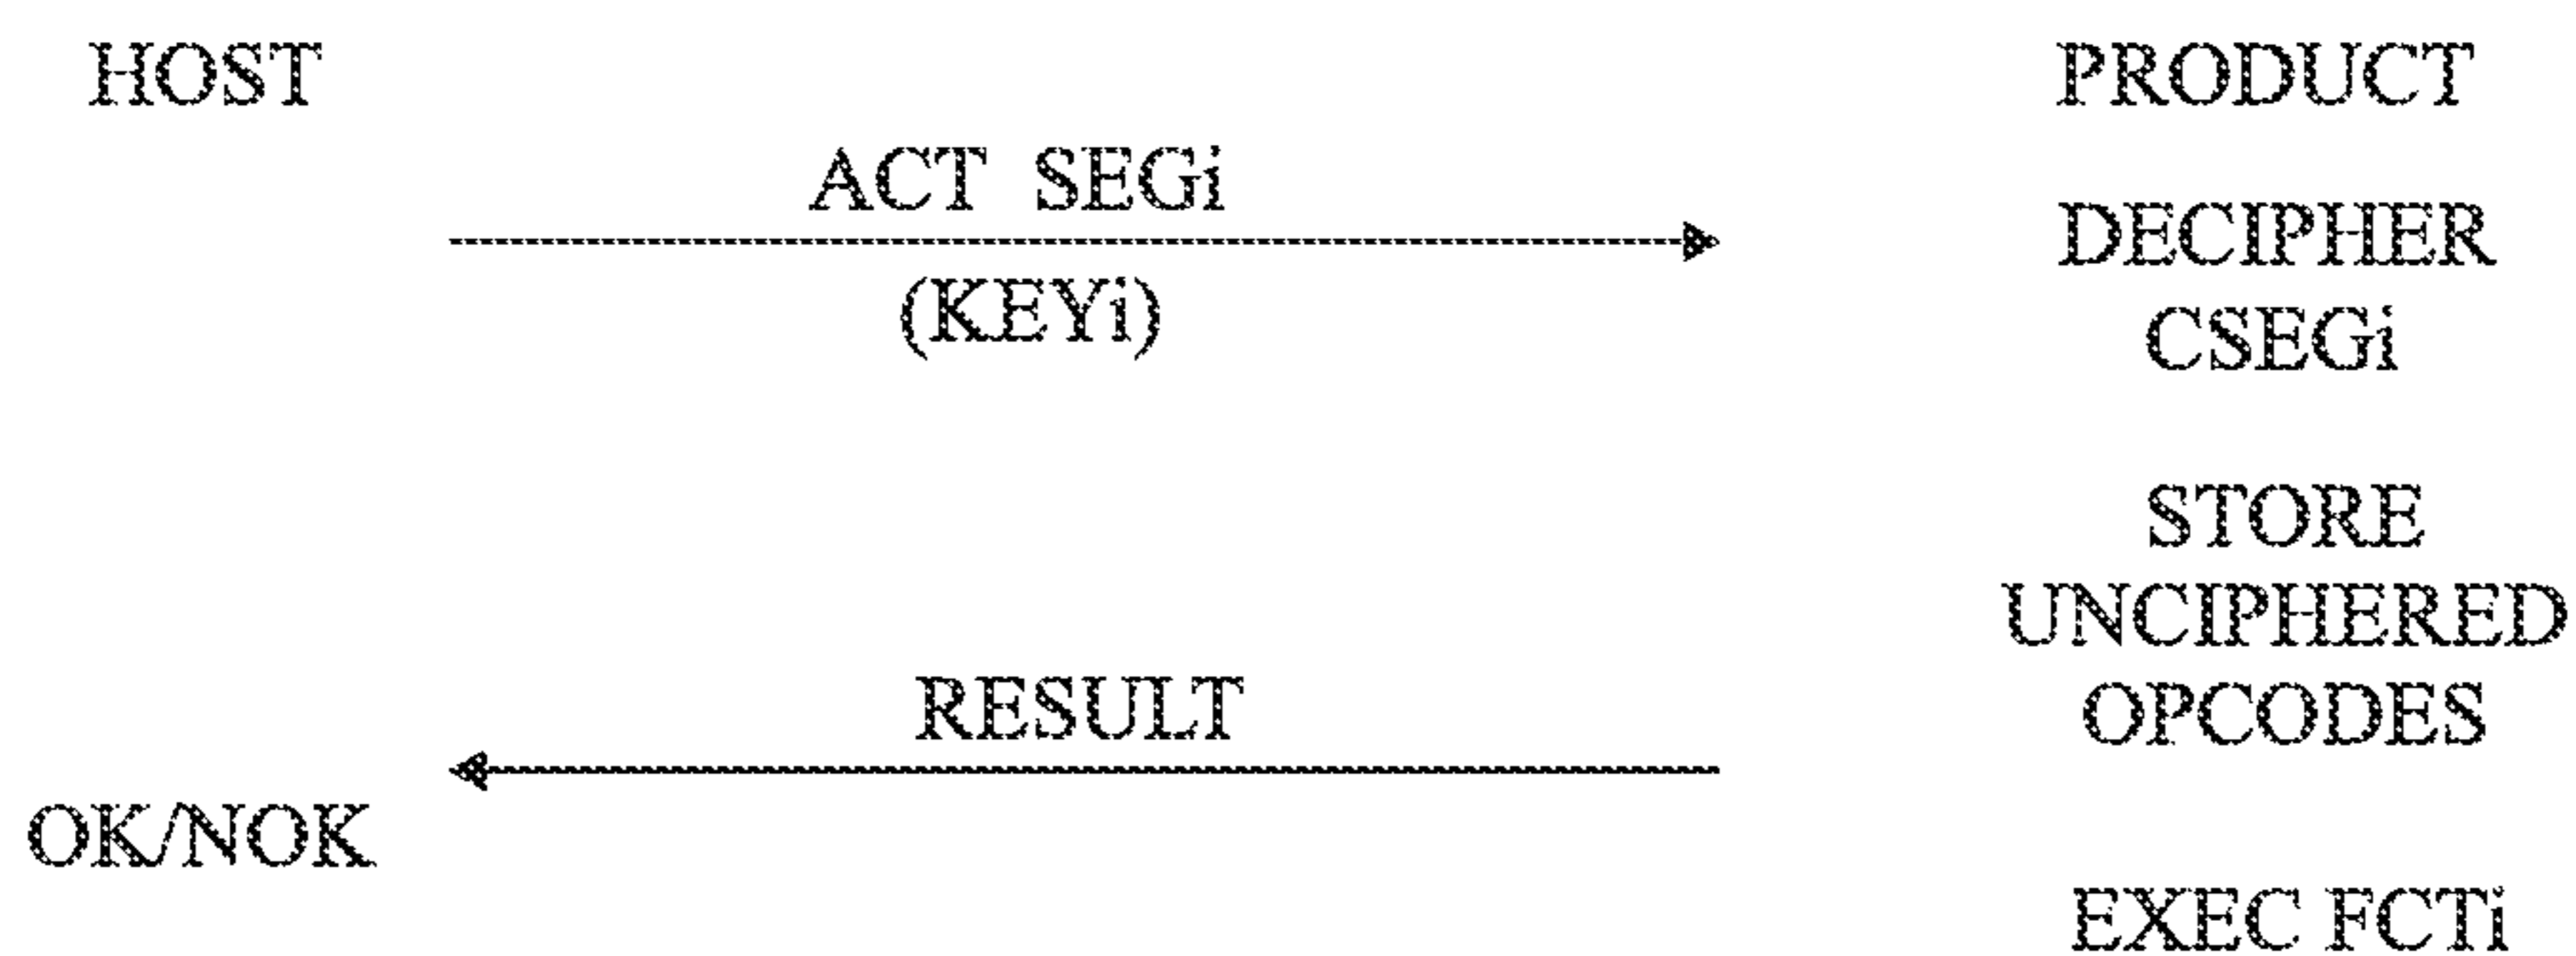 HOST
PRODUCT
ACT SEGi
(KEYi)
DECIPHER
CSEGi
STORE
UNCIPHERED
OPCODES
RESULT
OK/NOK
EXEC FCTi